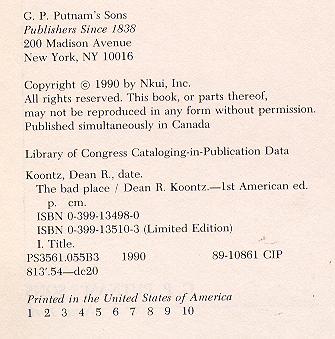 G. P. Putnam's Sons
Publishers Since 1838
200 Madison Avenue
New York, NY 10016
Copyright © 1990 by Nkui, Inc.
All rights reserved. This book, or parts thereof,
may not be reproduced in any form without permission.
Published simultaneously in Canada
Library of Congress Cataloging-in-Publication Data
Koontz, Dean R., date.
The bad place / Dean R. Koontz.—1st American ed.
p. cm.
ISBN 0-399-13498-0
ISBN 0-399-13510-3 (Limited Edition)
I. Title.
PS3561.055B3 1990 89-10861 CIP
813'.54—dc20
Printed in the United States of America
1 2 3 4 5 6 7 8 9 10